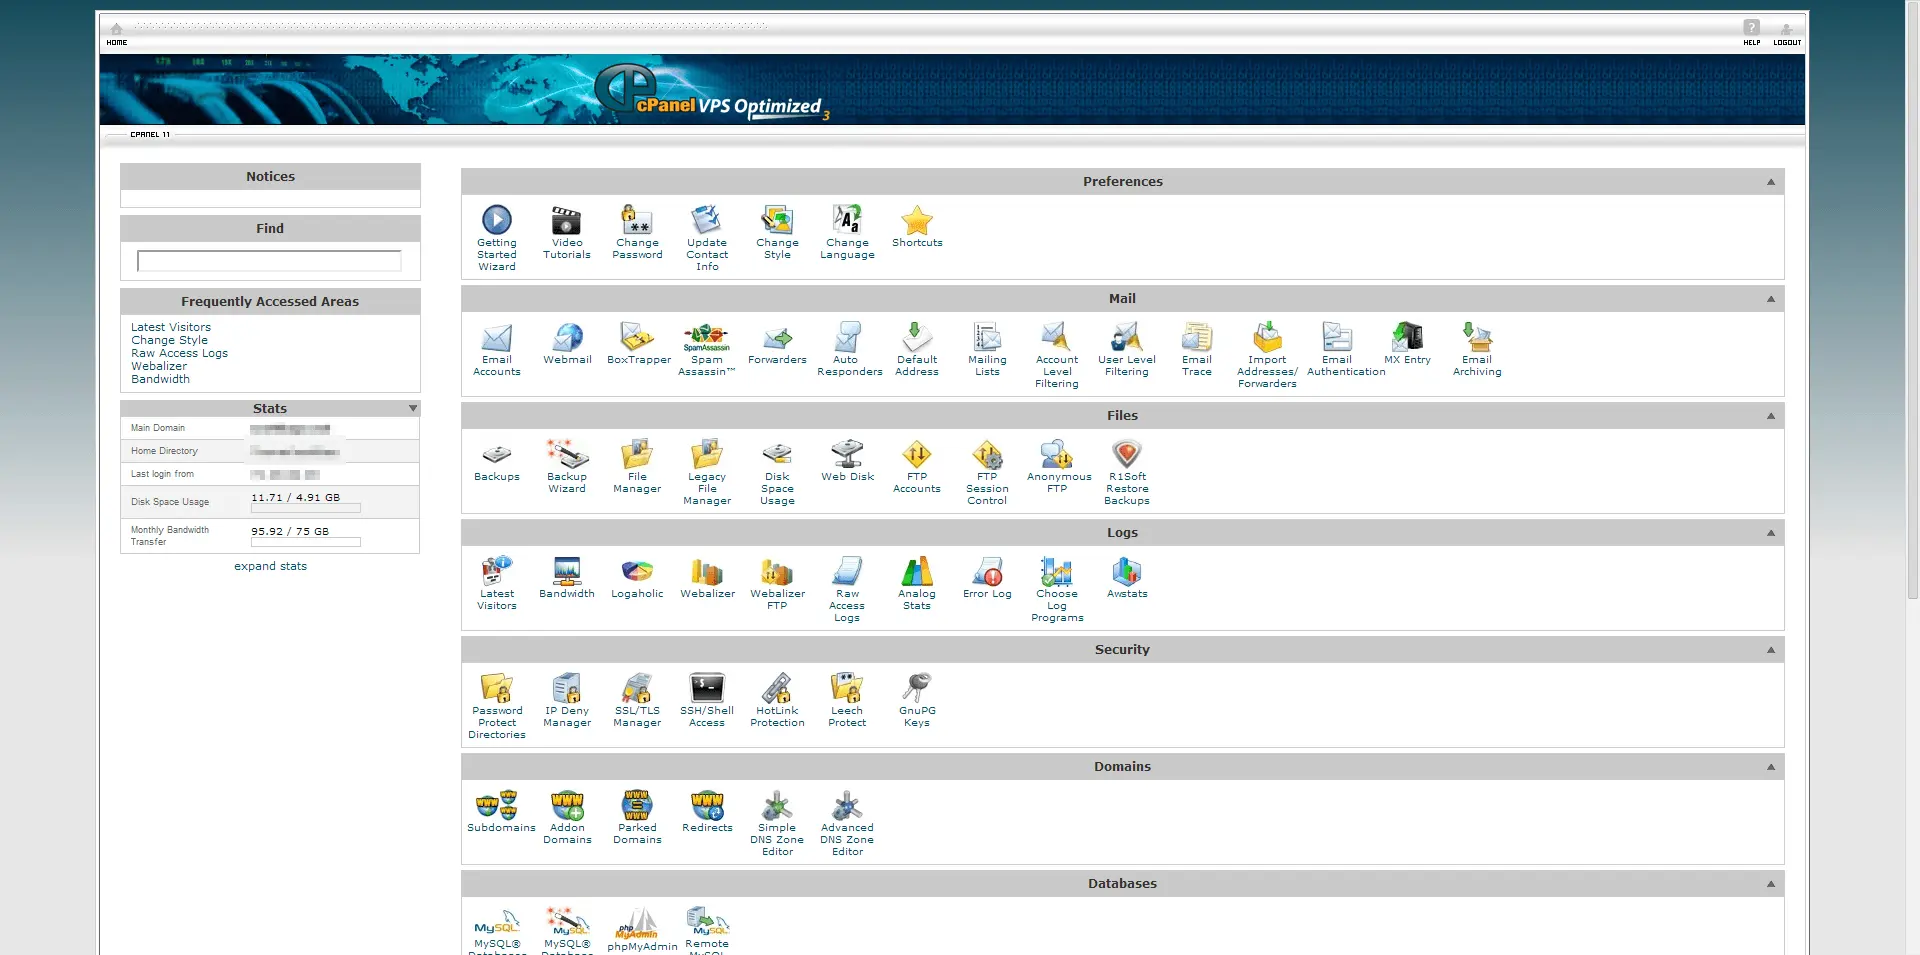 HOME
HELP
LOGOUT
cPanel VPS Optimized 3
CPANEL 11
Notices
Find
Frequently Accessed Areas
Latest Visitors
Change Style
Raw Access Logs
Webalizer
Bandwidth
Stats
Main Domain
Home Directory
Last login from
Disk Space Usage
11.71 / 4.91 GB
Monthly Bandwidth
Transfer
95.92 / 75 GB
expand stats
Preferences
Getting
Started
Wizard
Video
Tutorials
Change
Password
Update
Contact
Info
Change
Style
Change
Language
Shortcuts
Mail
Email
Accounts
Webmail
BoxTrapper
SpamAssassin
Spam
Assassin™
Forwarders
Auto
Responders
Default
Address
Mailing
Lists
Account
Level
Filtering
User Level
Filtering
Email
Trace
Import
Addresses/
Forwarders
Email
Authentication
MX Entry
Email
Archiving
Files
Backups
Backup
Wizard
File
Manager
Legacy
File
Manager
Disk
Space
Usage
Web Disk
FTP
Accounts
FTP
Session
Control
Anonymous
FTP
R1Soft
Restore
Backups
Logs
Latest
Visitors
Bandwidth
Logaholic
Webalizer
Webalizer
FTP
Raw
Access
Logs
Analog
Stats
Error Log
Choose
Log
Programs
Awstats
Security
Password
Protect
Directories
IP Deny
Manager
SSL/TLS
Manager
SSH/Shell
Access
HotLink
Protection
Leech
Protect
GnuPG
Keys
Domains
Subdomains
Addon
Domains
Parked
Domains
Redirects
Simple
DNS Zone
Editor
Advanced
DNS Zone
Editor
Databases
MySQL
MySQL®
Databases
MySQL
MySQL®
Database
php
MyAdmin
phpMyAdmin
MySQL
Remote
MySQL